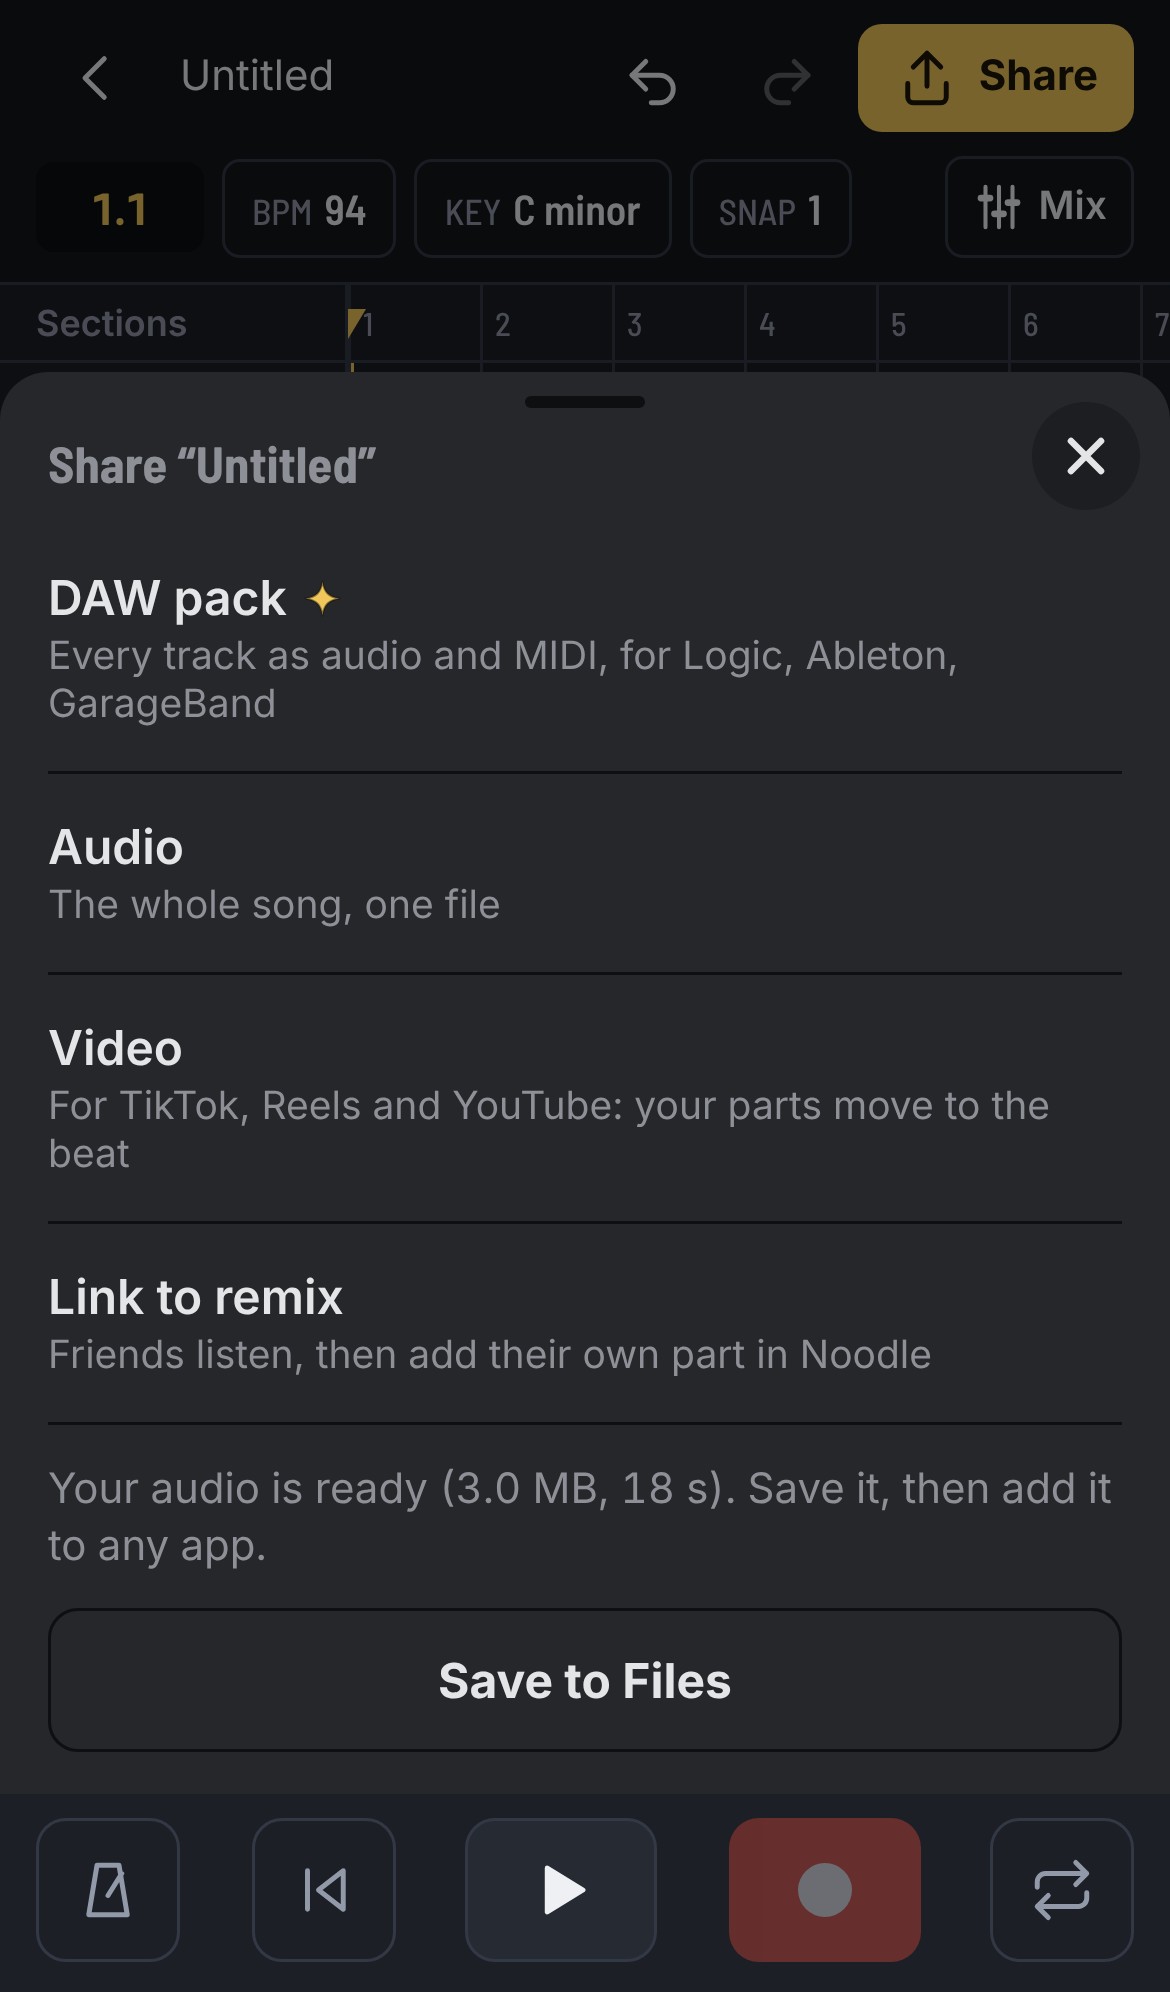 Untitled
Share
1.1
BPM 94
KEY C minor
SNAP 1
Mix
Sections
1
2
3
4
5
6
7
Share “Untitled”
DAW pack
Every track as audio and MIDI, for Logic, Ableton,
GarageBand
Audio
The whole song, one file
Video
For TikTok, Reels and YouTube: your parts move to the
beat
Link to remix
Friends listen, then add their own part in Noodle
Your audio is ready (3.0 MB, 18 s). Save it, then add it
to any app.
Save to Files